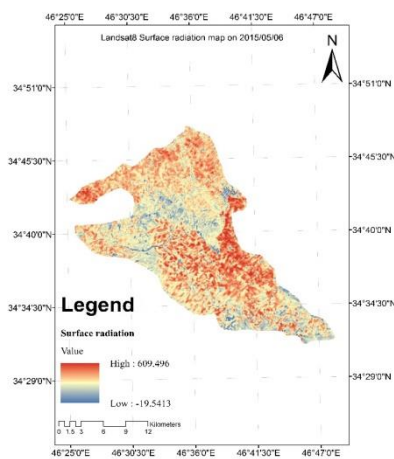 46°25'0"E 46°30'30"E 46°36'0"E 46°41'30"E 46°47'0"E
Landsat8 Surface radiation map on 2015/05/06
N
34°51'0"N 34°51'0"N
34°45'30"N 34°45'30"N
34°40'0"N 34°40'0"N
34°34'30"N 34°34'30"N
34°29'0"N 34°29'0"N
Legend
Surface radiation
Value
High : 609.496
Low : -19.5413
Kilometers
0 1.5 3 6 9 12
46°25'0"E 46°30'30"E 46°36'0"E 46°41'30"E 46°47'0"E